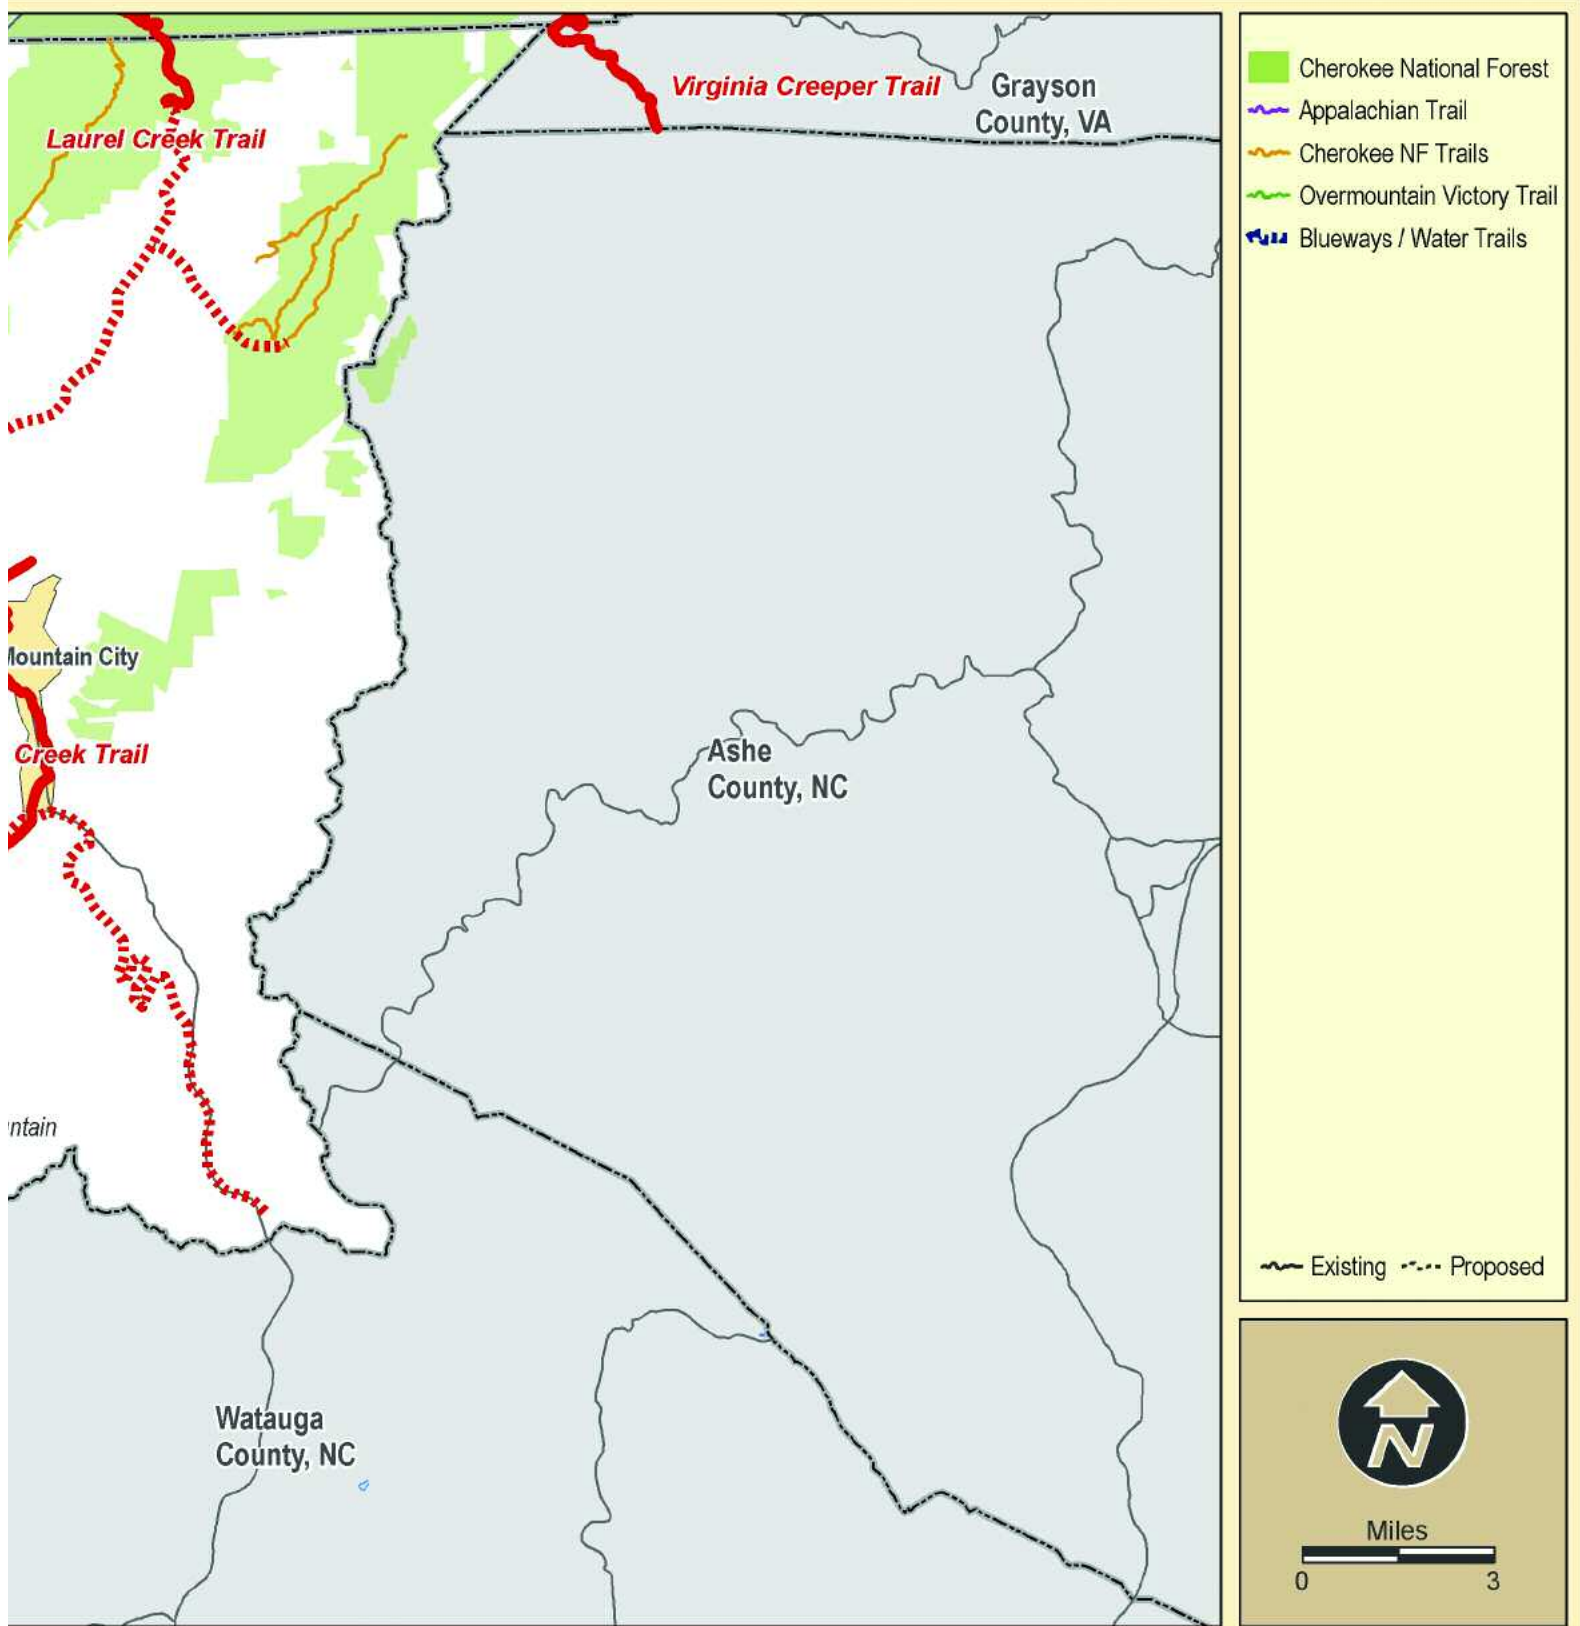 Virginia Creeper Trail
Grayson
County, VA
Laurel Creek Trail
Mountain City
Creek Trail
Ashe
County, NC
ntain
Watauga
County, NC
Cherokee National Forest
Appalachian Trail
Cherokee NF Trails
Overmountain Victory Trail
Blueways / Water Trails
Existing
Proposed
N
Miles
0 3